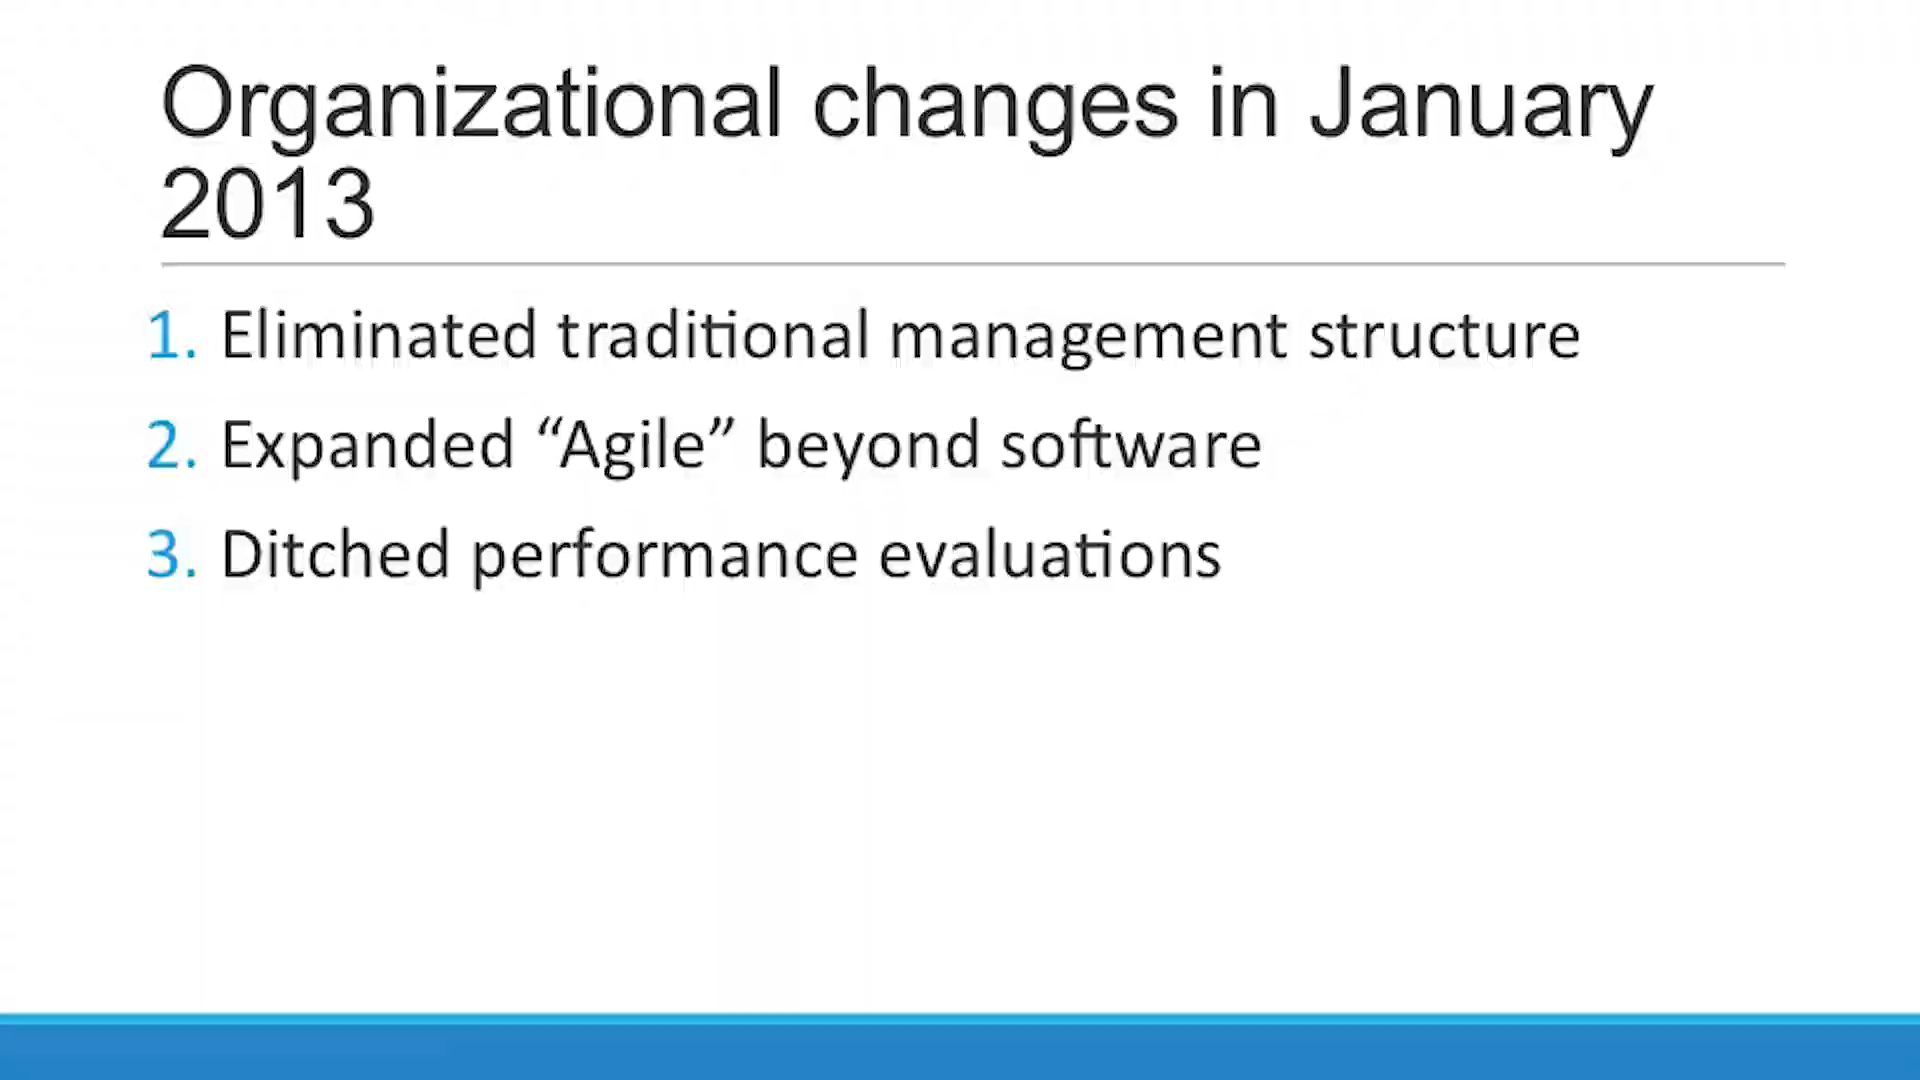 Organizational changes in January
2013
1. Eliminated traditional management structure
2. Expanded “Agile” beyond software
3. Ditched performance evaluations